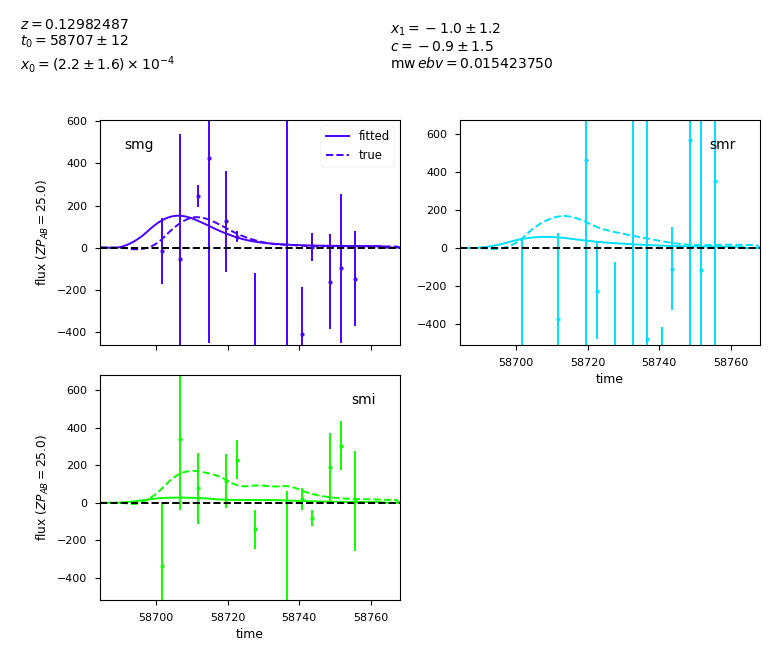 z = 0.12982487
t₀ = 58707 ± 12
x₀ = (2.2 ± 1.6) × 10⁻⁴
x₁ = −1.0 ± 1.2
c = −0.9 ± 1.5
mw ebv = 0.015423750
smg
fitted
true
600
400
200
0
−200
−400
flux (ZP_AB = 25.0)
smr
600
400
200
0
−200
−400
58700 58720 58740 58760
time
smi
600
400
200
0
−200
−400
flux (ZP_AB = 25.0)
58700 58720 58740 58760
time